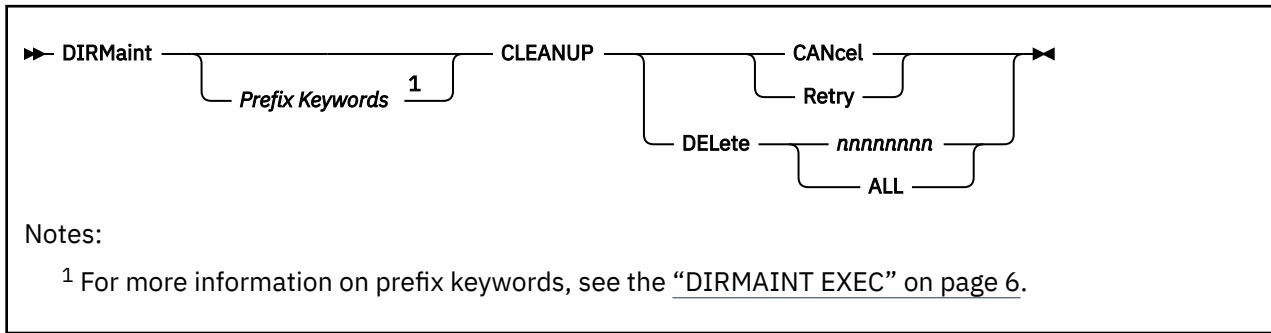 DIRMaint CLEANUP CANcel
Prefix Keywords 1 Retry
DELete nnnnnnnn
ALL
Notes:
1 For more information on prefix keywords, see the “DIRMAINT EXEC” on page 6.